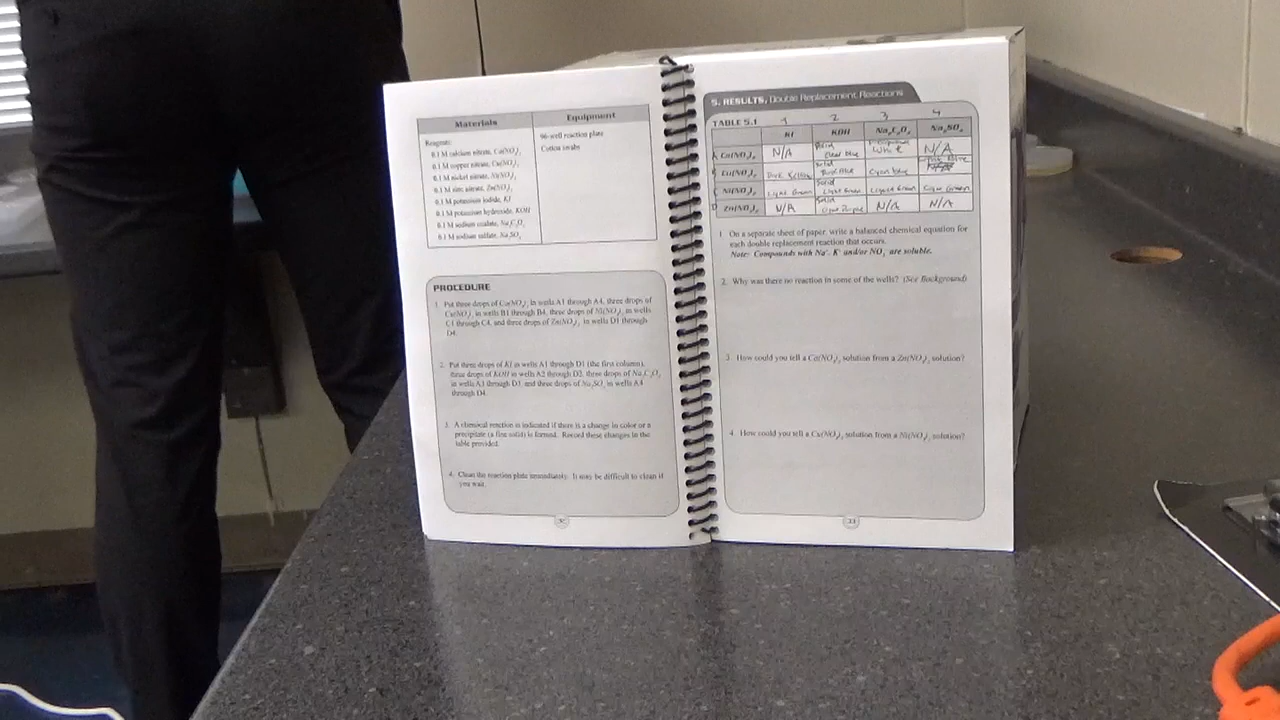 Materials
Equipment
Reagents:
0.1 M calcium nitrate, Ca(NO₃)₂
0.1 M copper nitrate, Cu(NO₃)₂
0.1 M nickel nitrate, Ni(NO₃)₂
0.1 M zinc nitrate, Zn(NO₃)₂
0.1 M potassium iodide, KI
0.1 M potassium hydroxide, KOH
0.1 M sodium oxalate, Na₂C₂O₄
0.1 M sodium sulfate, Na₂SO₄
96-well reaction plate
Cotton swabs
PROCEDURE
1. Put three drops of Ca(NO₃)₂ in wells A1 through A4, three drops of
Cu(NO₃)₂ in wells B1 through B4, three drops of Ni(NO₃)₂ in wells
C1 through C4, and three drops of Zn(NO₃)₂ in wells D1 through
D4.
2. Put three drops of KI in wells A1 through D1 (the first column),
three drops of KOH in wells A2 through D2, three drops of Na₂C₂O₄
in wells A3 through D3, and three drops of Na₂SO₄ in wells A4
through D4.
3. A chemical reaction is indicated if there is a change in color or a
precipitate (a fine solid) is formed. Record these changes in the
table provided.
4. Clean the reaction plate immediately. It may be difficult to clean if
you wait.
5. RESULTS, Double Replacement Reactions
TABLE 5.1
1 2 3 4
KI KOH Na₂C₂O₄ Na₂SO₄
A Ca(NO₃)₂ N/A Solid Clear blue White N/A
Cu(NO₃)₂ Dark Yellow Solid Blue Cyan blue
Ni(NO₃)₂ Light Green Solid Light Green Light Green Light Green
D Zn(NO₃)₂ N/A Solid N/A N/A
1. On a separate sheet of paper, write a balanced chemical equation for
each double replacement reaction that occurs.
Note: Compounds with Na⁺, K⁺ and/or NO₃⁻ are soluble.
2. Why was there no reaction in some of the wells? (See Background)
3. How could you tell a Ca(NO₃)₂ solution from a Zn(NO₃)₂ solution?
4. How could you tell a Cu(NO₃)₂ solution from a Ni(NO₃)₂ solution?